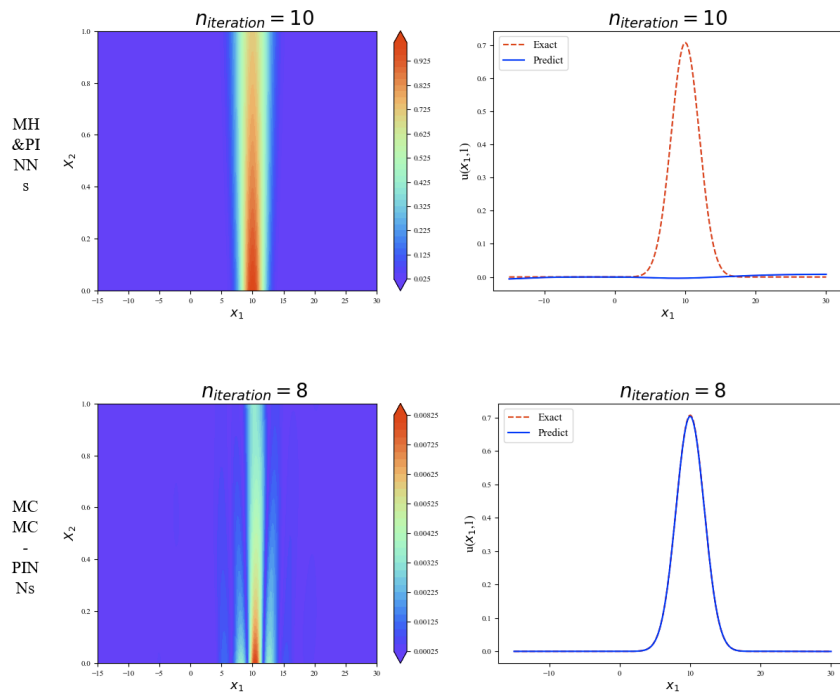 n_iteration = 10
n_iteration = 10
MH
&PI
NN
s
1.0
0.8
0.6
0.4
0.2
0.0
X_2
−15 −10 −5 0 5 10 15 20 25 30
x_1
0.925
0.825
0.725
0.625
0.525
0.425
0.325
0.225
0.125
0.025
0.7
0.6
0.5
0.4
0.3
0.2
0.1
0.0
u(x_1,1)
Exact
Predict
−10 0 10 20 30
x_1
n_iteration = 8
n_iteration = 8
MC
MC
-
PIN
Ns
1.0
0.8
0.6
0.4
0.2
0.0
X_2
−15 −10 −5 0 5 10 15 20 25 30
x_1
0.00825
0.00725
0.00625
0.00525
0.00425
0.00325
0.00225
0.00125
0.00025
0.7
0.6
0.5
0.4
0.3
0.2
0.1
0.0
u(x_1,1)
Exact
Predict
−10 0 10 20 30
x_1